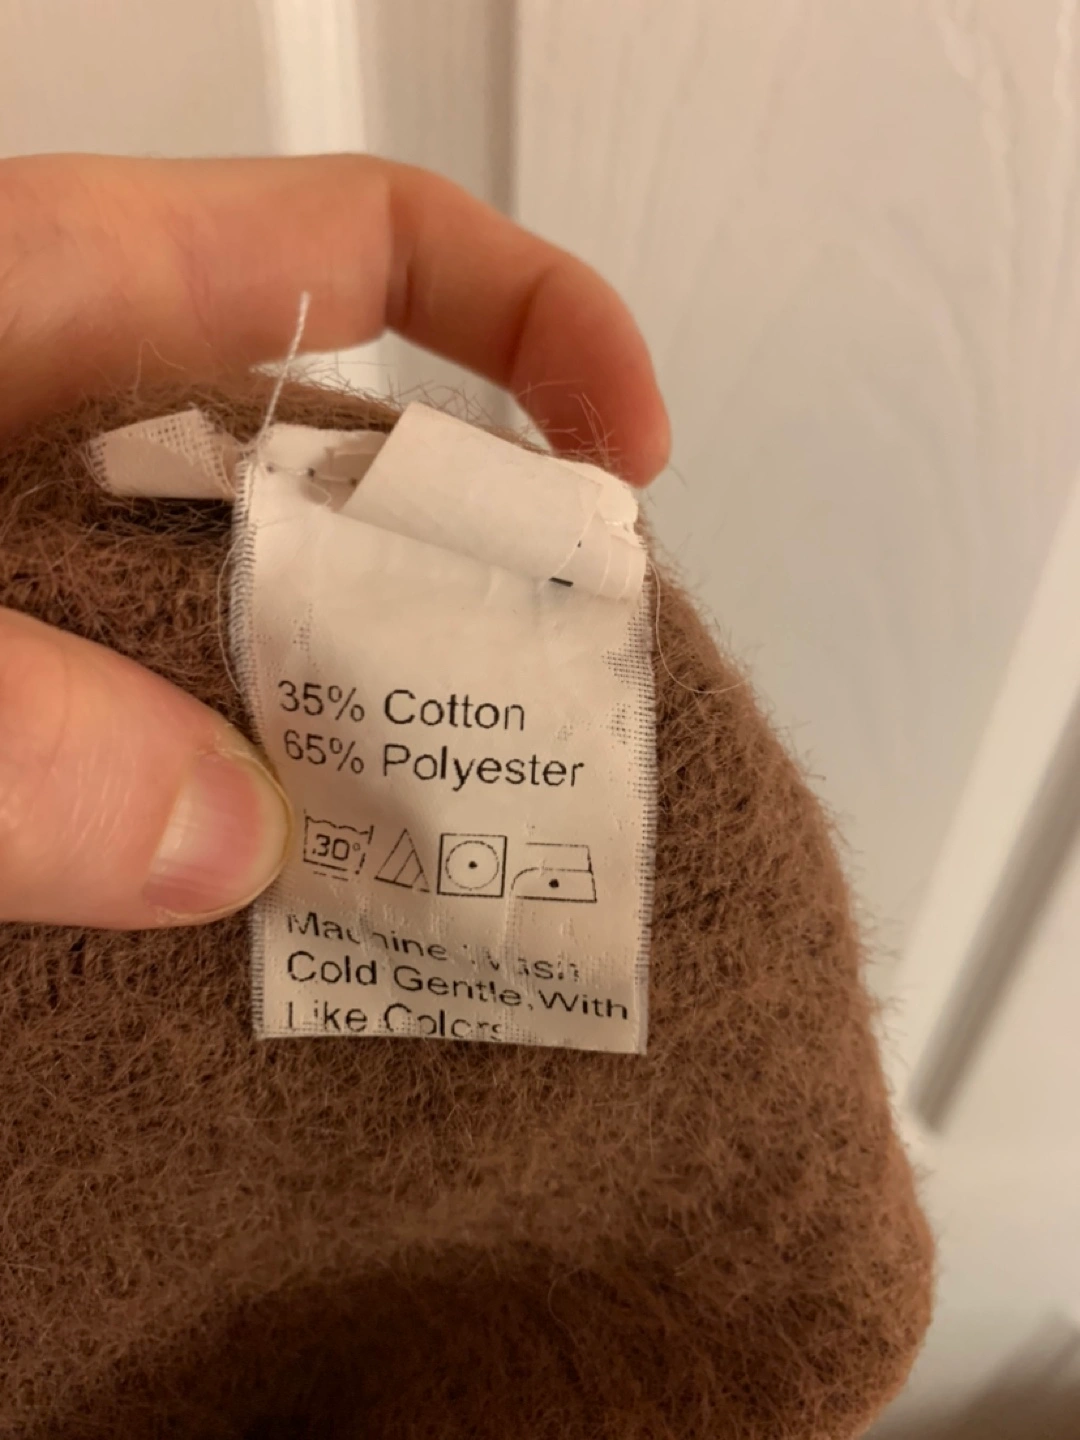 35% Cotton
65% Polyester
30°
Machine Wash
Cold Gentle,With
Like Colors